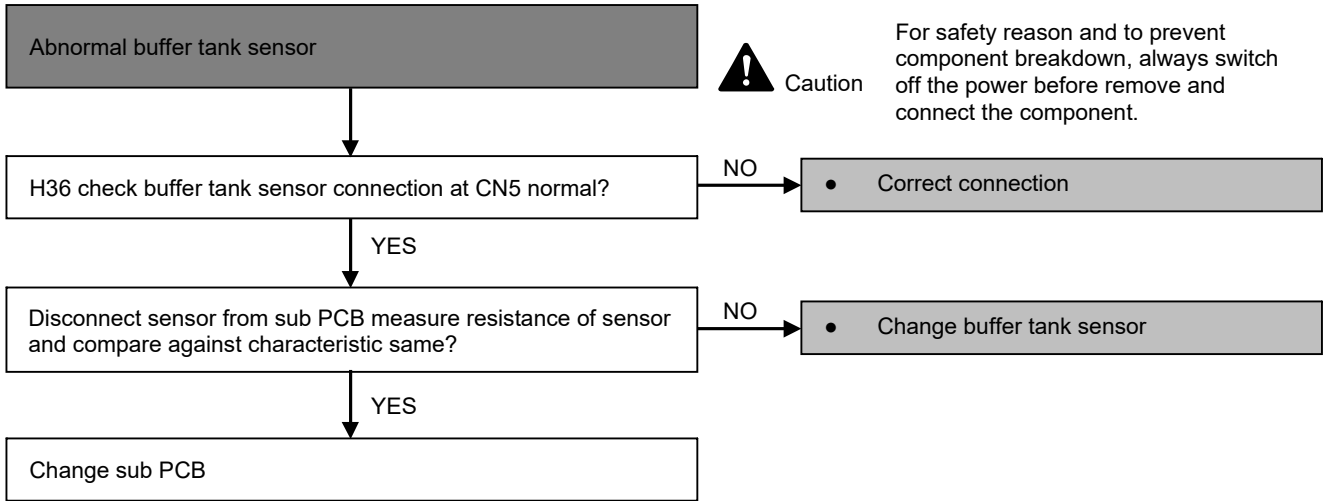 Abnormal buffer tank sensor
Caution
For safety reason and to prevent
component breakdown, always switch
off the power before remove and
connect the component.
H36 check buffer tank sensor connection at CN5 normal?
NO
• Correct connection
YES
Disconnect sensor from sub PCB measure resistance of sensor
and compare against characteristic same?
NO
• Change buffer tank sensor
YES
Change sub PCB